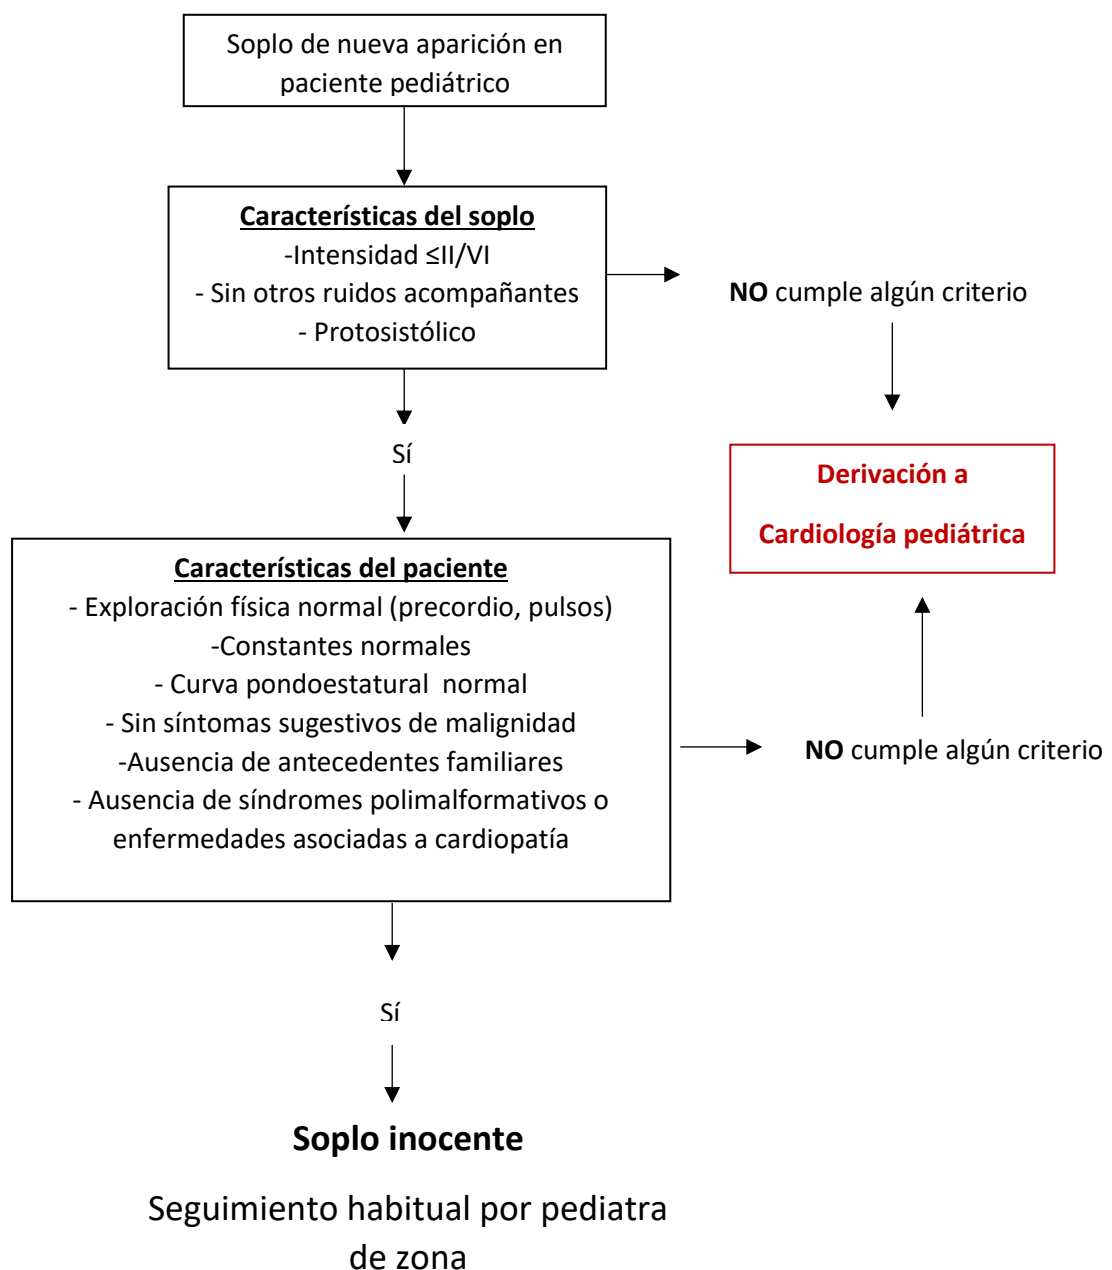 Soplo de nueva aparición en
paciente pediátrico
Características del soplo
-Intensidad ≤II/VI
- Sin otros ruidos acompañantes
- Protosistólico
NO cumple algún criterio
Sí
Derivación a
Cardiología pediátrica
Características del paciente
- Exploración física normal (precordio, pulsos)
-Constantes normales
- Curva pondoestatural  normal
- Sin síntomas sugestivos de malignidad
-Ausencia de antecedentes familiares
- Ausencia de síndromes polimalformativos o
enfermedades asociadas a cardiopatía
NO cumple algún criterio
Sí
Soplo inocente
Seguimiento habitual por pediatra
de zona